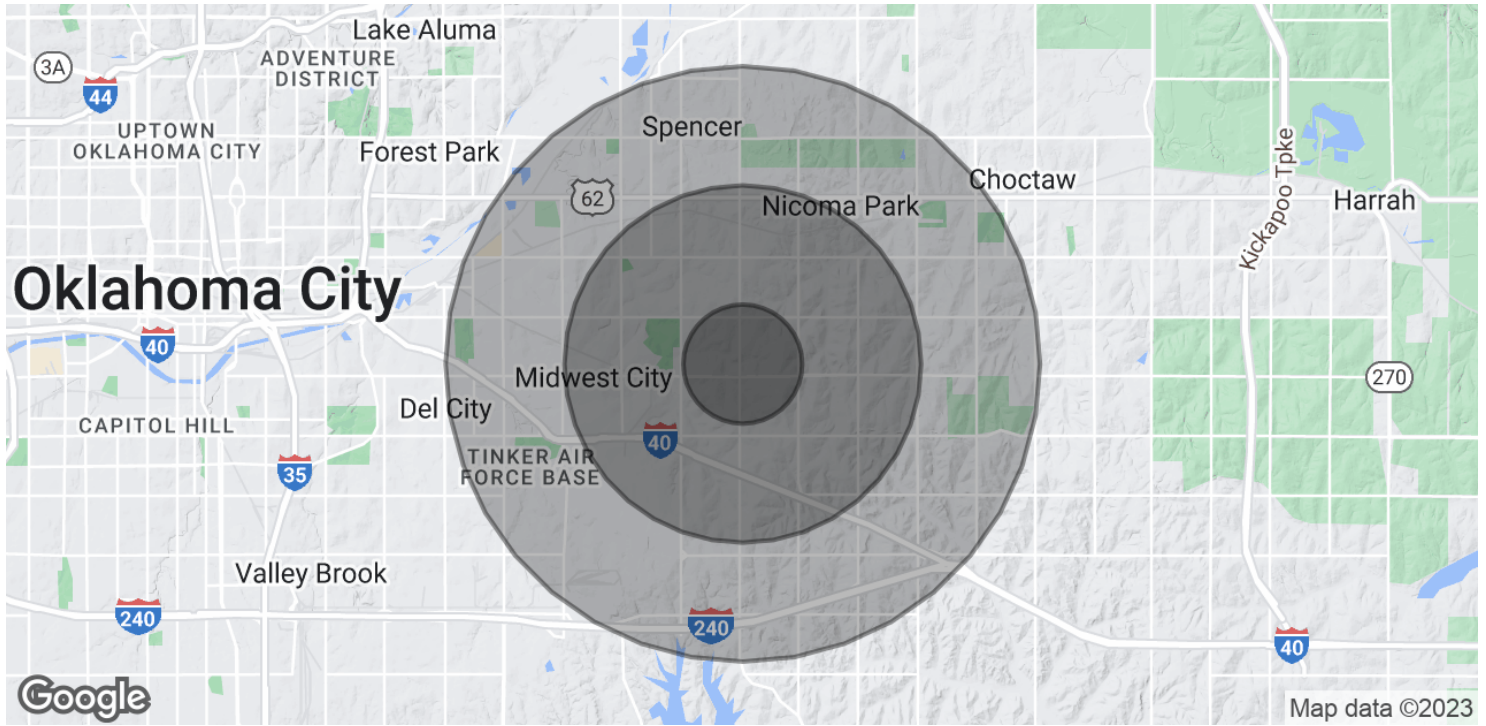 Lake Aluma
3A
ADVENTURE
DISTRICT
44
UPTOWN
OKLAHOMA CITY
Forest Park
Spencer
62
Nicoma Park
Choctaw
Kickapoo Tpke
Harrah
Oklahoma City
40
Midwest City
Del City
270
CAPITOL HILL
35
40
TINKER AIR
FORCE BASE
Valley Brook
240
240
40
Google
Map data ©2023